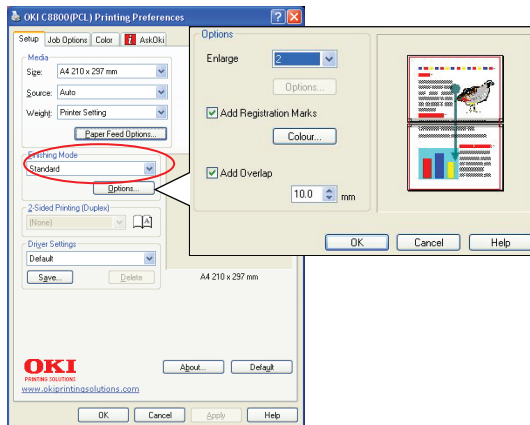 OKI C8800(PCL) Printing Preferences
Setup Job Options Color AskOki
Media
Size: A4 210 x 297 mm
Source: Auto
Weight: Printer Setting
Paper Feed Options...
Finishing Mode
Standard
Options...
2-Sided Printing (Duplex)
(None)
A
Driver Settings
Default
Save... Delete
A4 210 x 297 mm
OKI
PRINTING SOLUTIONS
www.okiprintingsolutions.com
About... Default
OK Cancel Apply Help
Options
Enlarge 2
Options...
Add Registration Marks
Colour...
Add Overlap
10.0 mm
OK Cancel Help